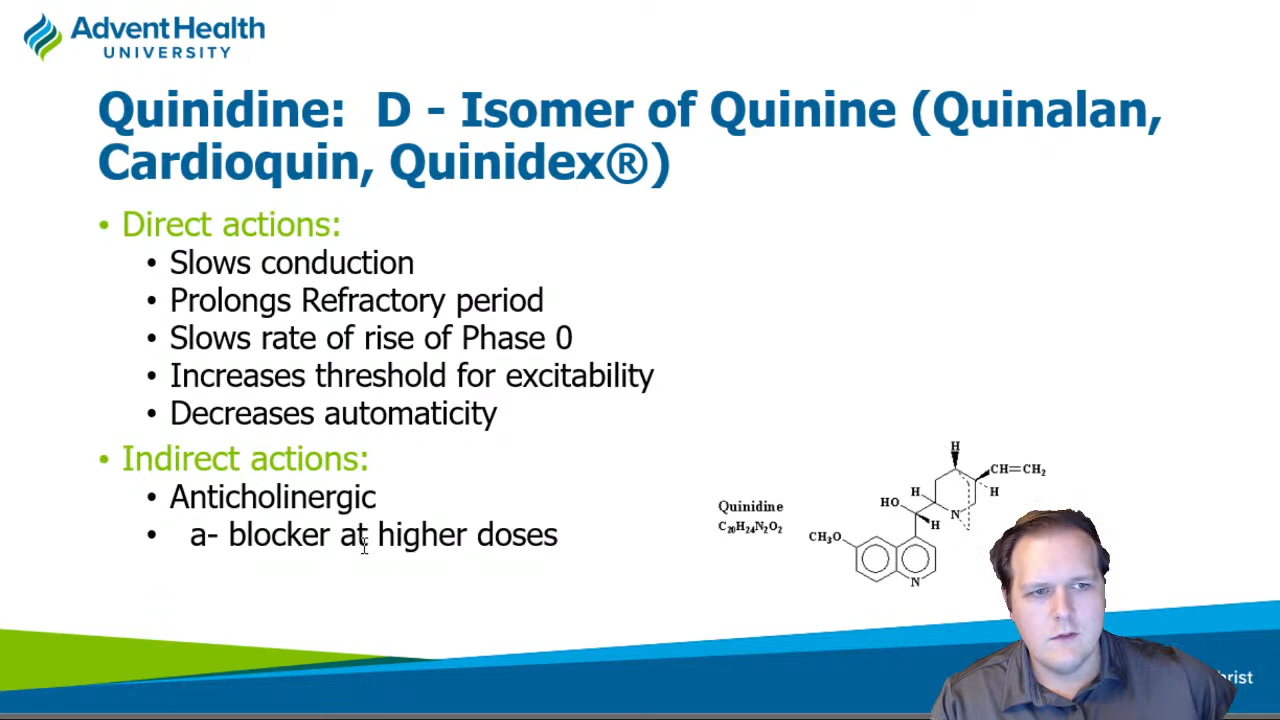 AdventHealth
UNIVERSITY
Quinidine: D - Isomer of Quinine (Quinalan,
Cardioquin, Quinidex®)
• Direct actions:
• Slows conduction
• Prolongs Refractory period
• Slows rate of rise of Phase 0
• Increases threshold for excitability
• Decreases automaticity
• Indirect actions:
• Anticholinergic
• a- blocker at higher doses
Quinidine
C₂₀H₂₄N₂O₂
H
CH=CH₂
H
H
HO
N
H
CH₃O
N